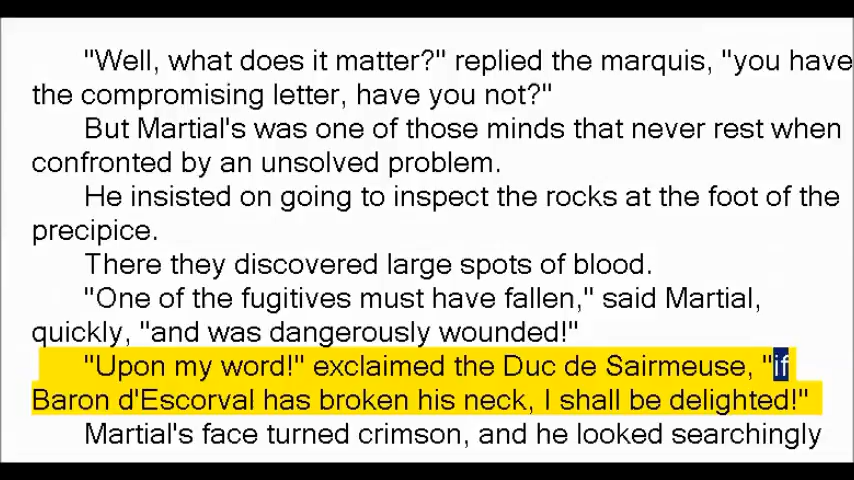 "Well, what does it matter?" replied the marquis, "you have
the compromising letter, have you not?"
But Martial's was one of those minds that never rest when
confronted by an unsolved problem.
He insisted on going to inspect the rocks at the foot of the
precipice.
There they discovered large spots of blood.
"One of the fugitives must have fallen," said Martial,
quickly, "and was dangerously wounded!"
"Upon my word!" exclaimed the Duc de Sairmeuse, "if
Baron d'Escorval has broken his neck, I shall be delighted!"
Martial's face turned crimson, and he looked searchingly